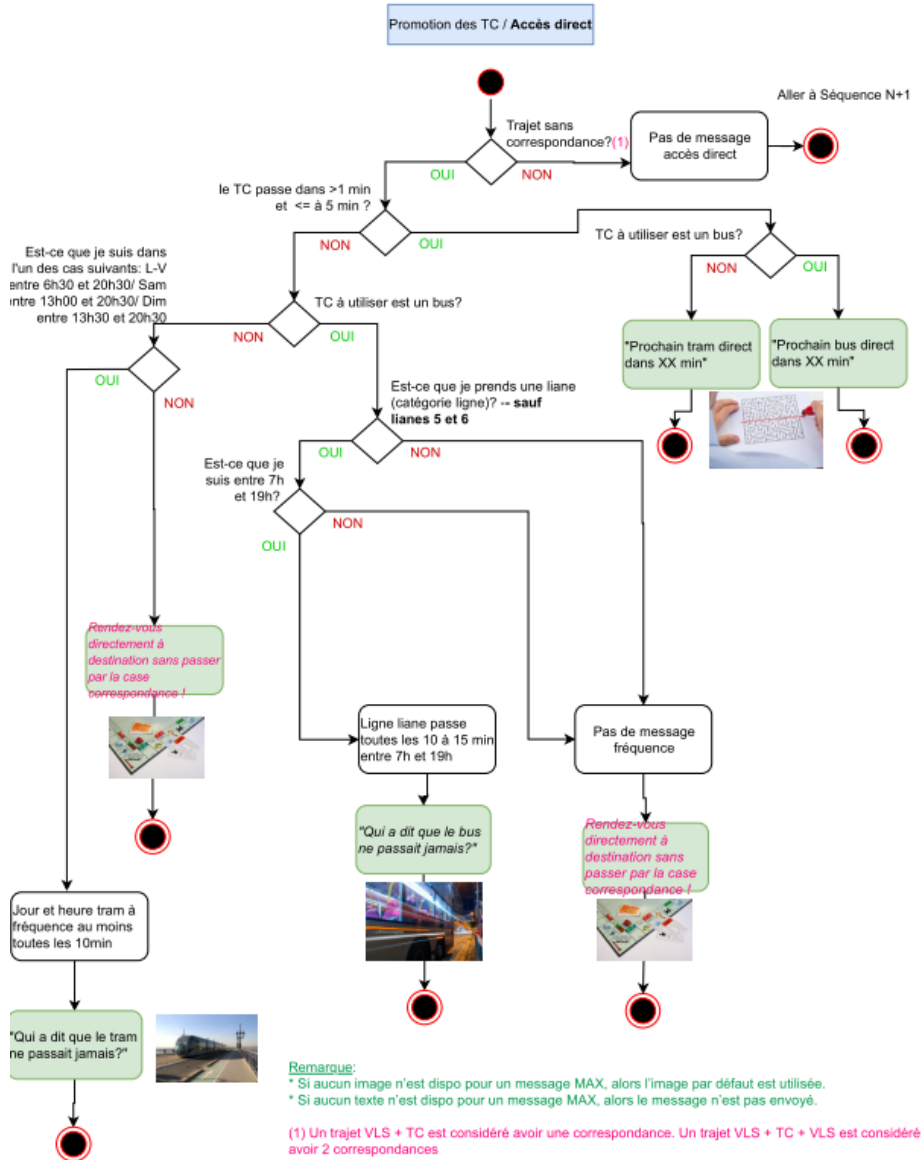 Promotion des TC / Accès direct
Aller à Séquence N+1
Trajet sans
correspondance?(1)
Pas de message
accès direct
OUI
NON
le TC passe dans >1 min
et <= à 5 min ?
NON
OUI
TC à utiliser est un bus?
NON
OUI
"Prochain tram direct
dans XX min"
"Prochain bus direct
dans XX min"
Est-ce que je suis dans
l'un des cas suivants: L-V
entre 6h30 et 20h30/ Sam
entre 13h00 et 20h30/ Dim
entre 13h30 et 20h30
TC à utiliser est un bus?
NON
OUI
OUI
NON
Est-ce que je prends une liane
(catégorie ligne)? -- sauf
lianes 5 et 6
OUI
NON
Est-ce que je
suis entre 7h
et 19h?
NON
OUI
Rendez-vous
directement à
destination sans passer
par la case
correspondance !
Ligne liane passe
toutes les 10 à 15 min
entre 7h et 19h
Pas de message
fréquence
"Qui a dit que le bus
ne passait jamais?"
Rendez-vous
directement à
destination sans
passer par la case
correspondance !
Jour et heure tram à
fréquence au moins
toutes les 10min
"Qui a dit que le tram
ne passait jamais?"
Remarque:
* Si aucun image n'est dispo pour un message MAX, alors l'image par défaut est utilisée.
* Si aucun texte n'est dispo pour un message MAX, alors le message n'est pas envoyé.
(1) Un trajet VLS + TC est considéré avoir une correspondance. Un trajet VLS + TC + VLS est considéré
avoir 2 correspondances